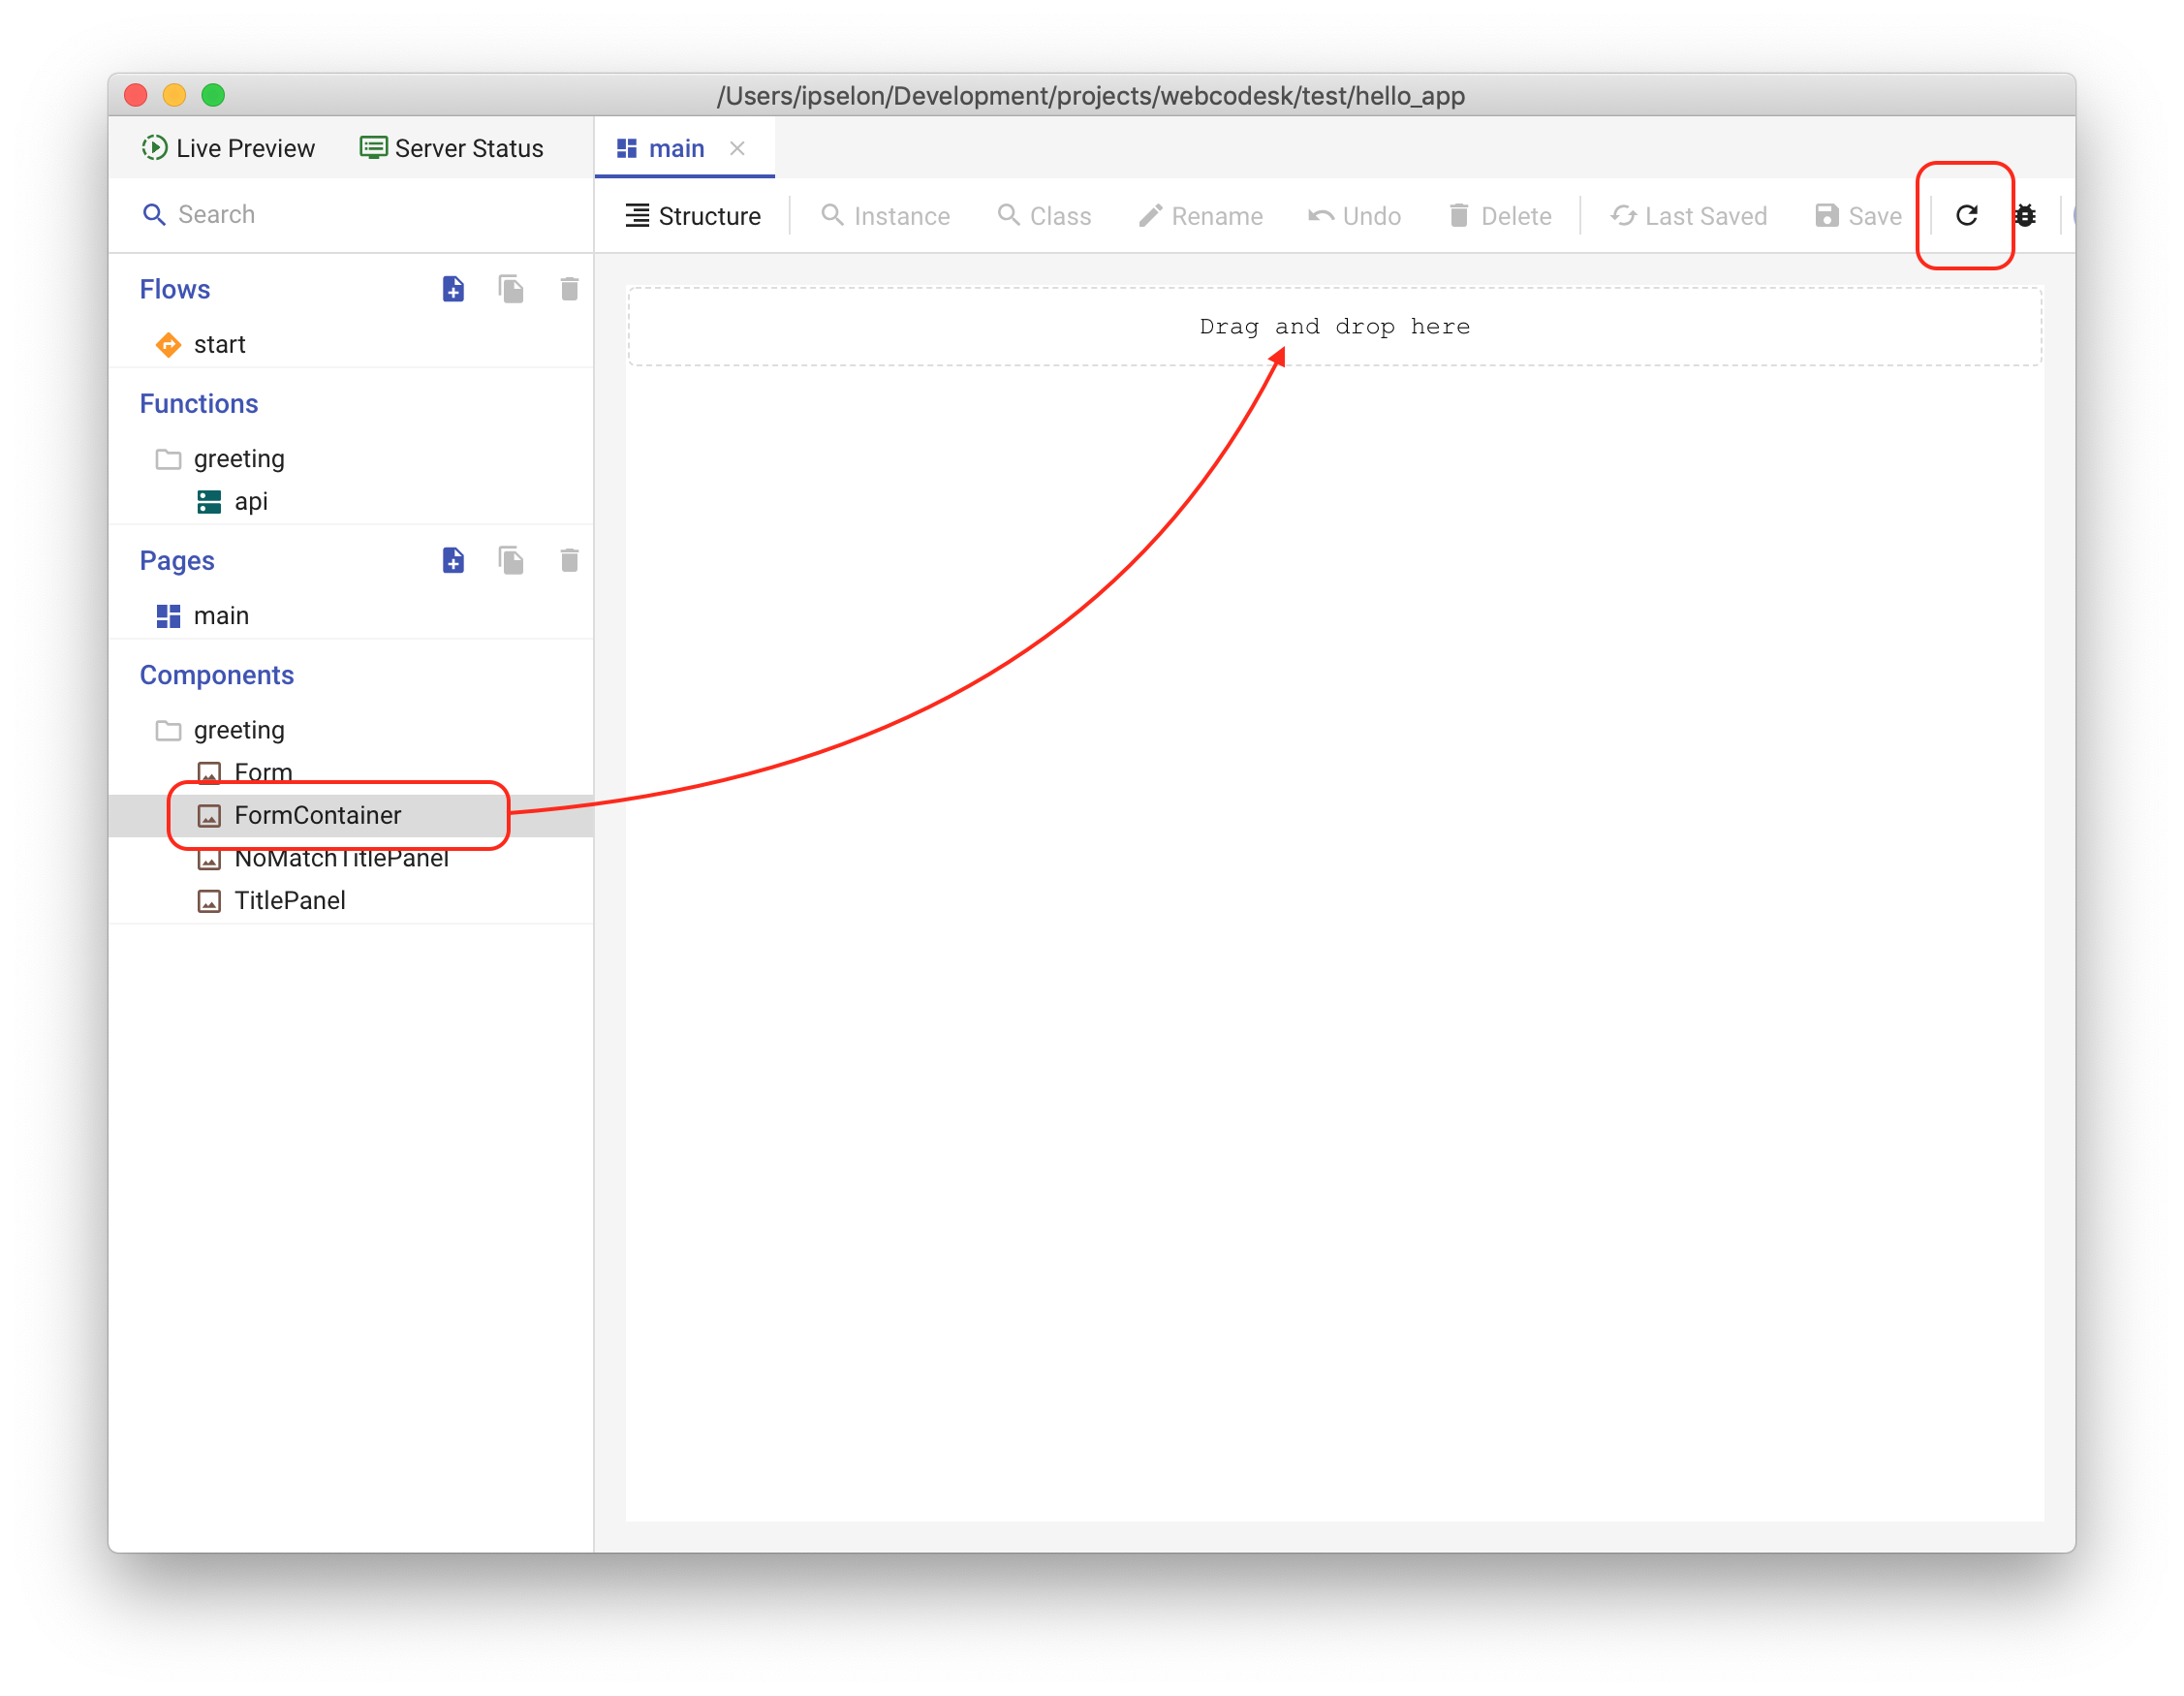 /Users/ipselon/Development/projects/webcodesk/test/hello_app
Live Preview
Server Status
main
Search
Structure
Instance
Class
Rename
Undo
Delete
Last Saved
Save
Flows
start
Functions
greeting
api
Pages
main
Components
greeting
Form
FormContainer
NoMatchTitlePanel
TitlePanel
Drag and drop here